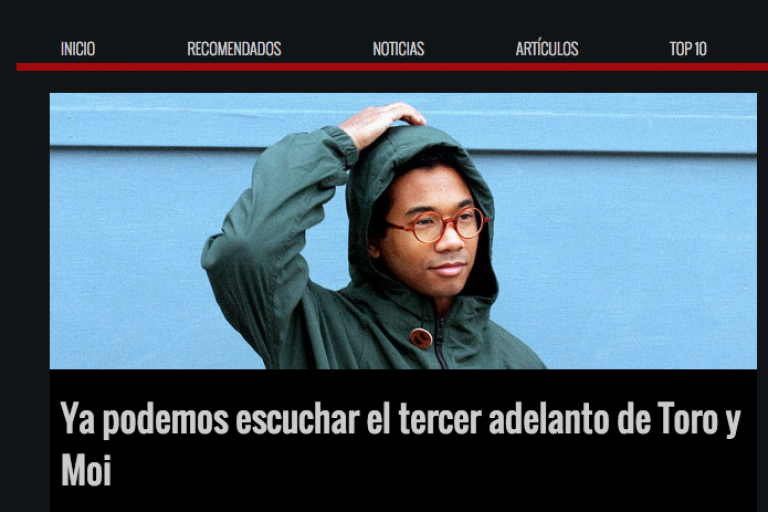 INICIO RECOMENDADOS NOTICIAS ARTÍCULOS TOP 10
Ya podemos escuchar el tercer adelanto de Toro y
Moi